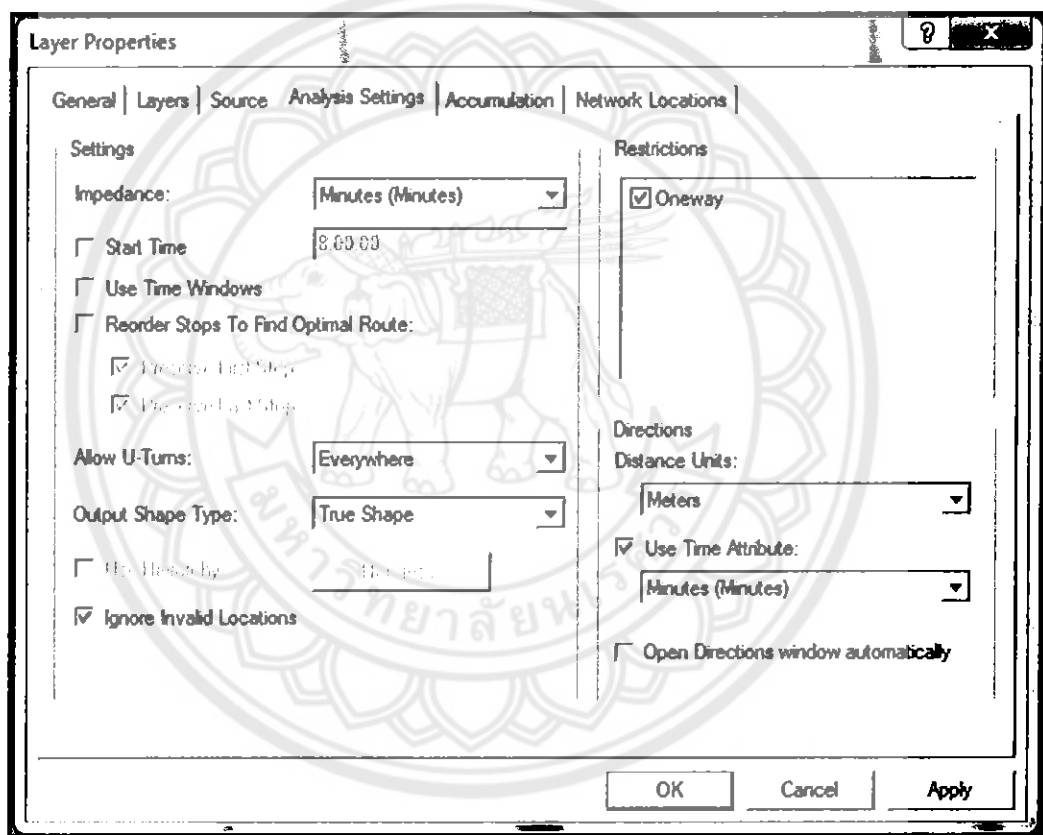 Layer Properties
General
Layers
Source
Analysis Settings
Accumulation
Network Locations
Settings
Impedance:
Minutes (Minutes)
Start Time
8:00:00
Use Time Windows
Reorder Stops To Find Optimal Route:
Allow U-Turns:
Everywhere
Output Shape Type:
True Shape
Ignore Invalid Locations
Restrictions
Oneway
Directions
Distance Units:
Meters
Use Time Attribute:
Minutes (Minutes)
Open Directions window automatically
OK
Cancel
Apply